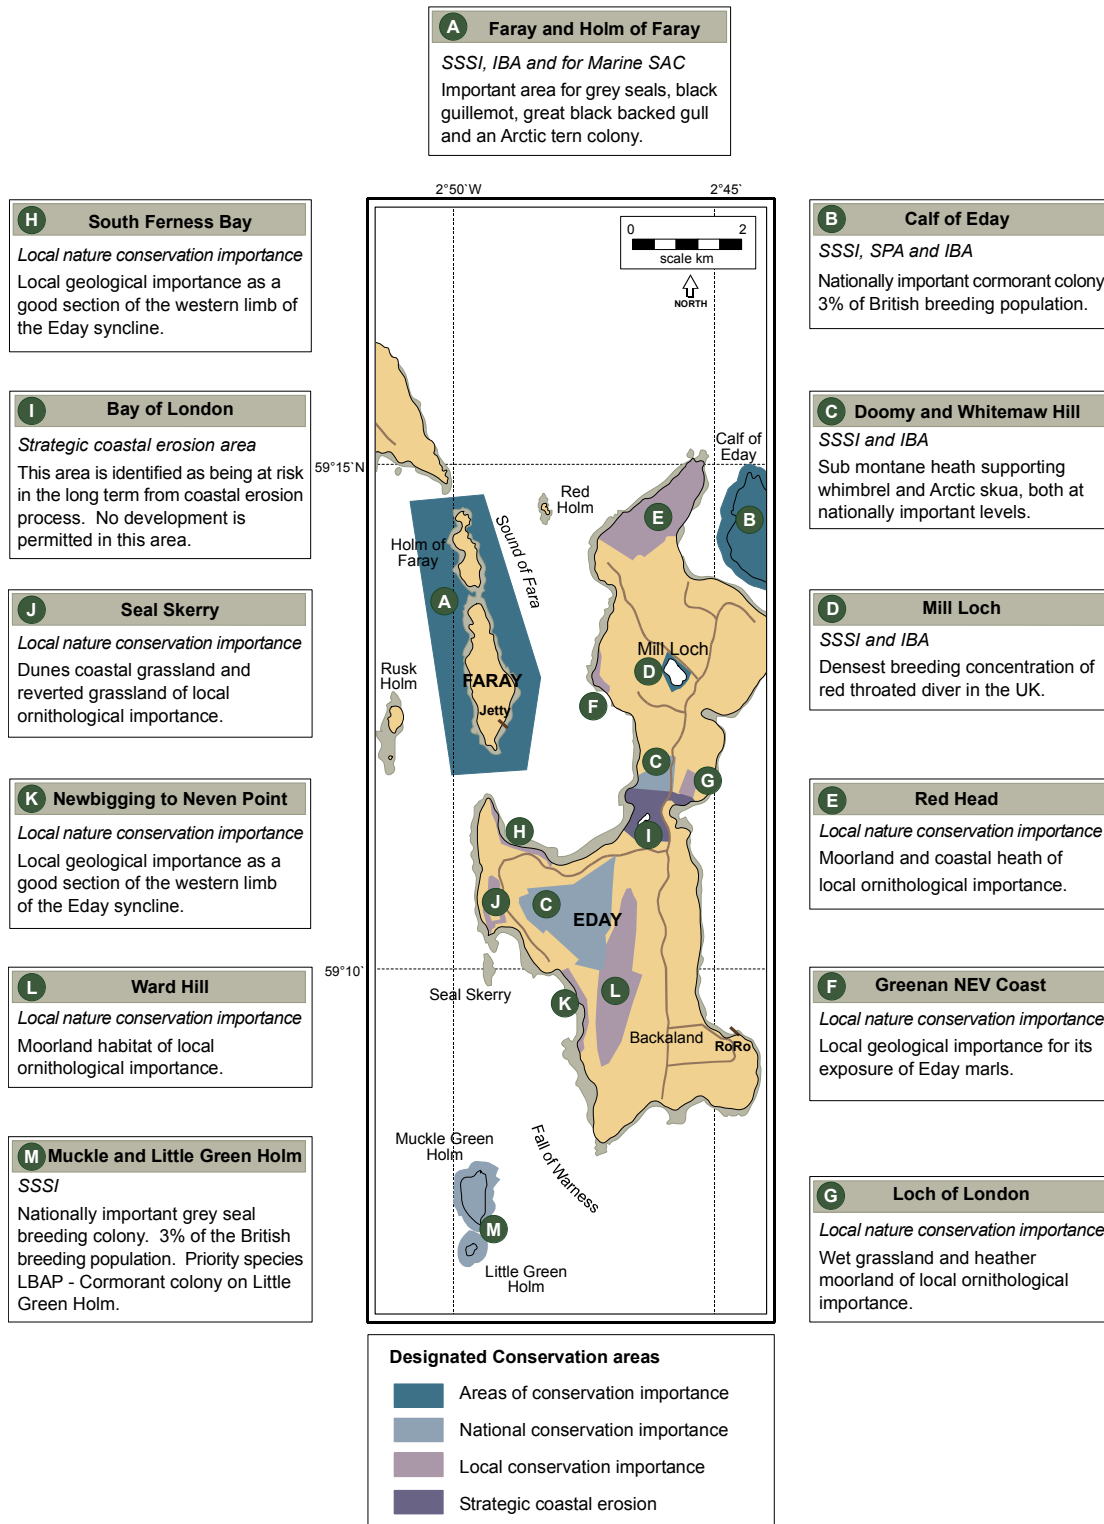 A Faray and Holm of Faray
SSSI, IBA and for Marine SAC
Important area for grey seals, black
guillemot, great black backed gull
and an Arctic tern colony.
H South Ferness Bay
Local nature conservation importance
Local geological importance as a
good section of the western limb of
the Eday syncline.
I Bay of London
Strategic coastal erosion area
This area is identified as being at risk
in the long term from coastal erosion
process. No development is
permitted in this area.
J Seal Skerry
Local nature conservation importance
Dunes coastal grassland and
reverted grassland of local
ornithological importance.
K Newbigging to Neven Point
Local nature conservation importance
Local geological importance as a
good section of the western limb
of the Eday syncline.
L Ward Hill
Local nature conservation importance
Moorland habitat of local
ornithological importance.
M Muckle and Little Green Holm
SSSI
Nationally important grey seal
breeding colony. 3% of the British
breeding population. Priority species
LBAP - Cormorant colony on Little
Green Holm.
2°50`W
2°45`
0 2
scale km
NORTH
59°15`N
Calf of
Eday
B
Red
Holm
E
Holm of
Faray
Sound of Fara
A
Mill Loch
D
Rusk
Holm
FARAY
Jetty
F
C
G
H
I
J
C
EDAY
59°10`
Seal Skerry
K
L
Backaland
RoRo
Muckle Green
Holm
Fall of Warness
M
Little Green
Holm
B Calf of Eday
SSSI, SPA and IBA
Nationally important cormorant colony
3% of British breeding population.
C Doomy and Whitemaw Hill
SSSI and IBA
Sub montane heath supporting
whimbrel and Arctic skua, both at
nationally important levels.
D Mill Loch
SSSI and IBA
Densest breeding concentration of
red throated diver in the UK.
E Red Head
Local nature conservation importance
Moorland and coastal heath of
local ornithological importance.
F Greenan NEV Coast
Local nature conservation importance
Local geological importance for its
exposure of Eday marls.
G Loch of London
Local nature conservation importance
Wet grassland and heather
moorland of local ornithological
importance.
Designated Conservation areas
Areas of conservation importance
National conservation importance
Local conservation importance
Strategic coastal erosion